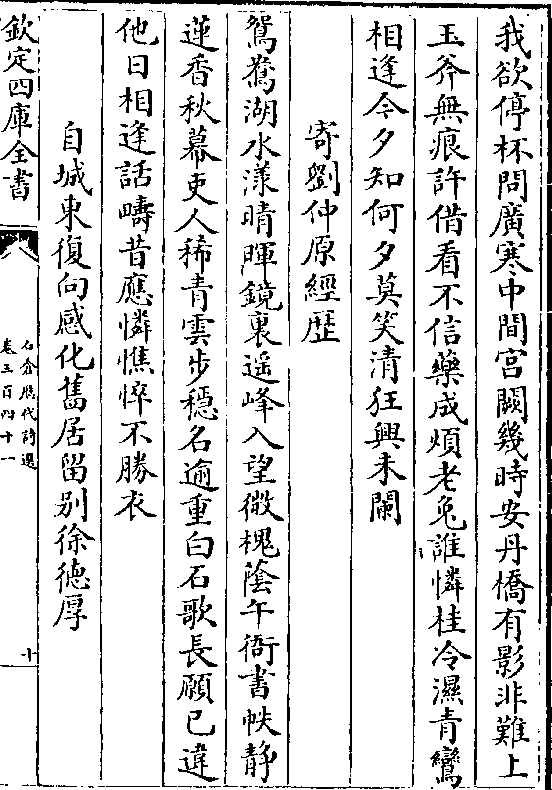 我欲停杯問廣寒中間宮闕幾時安丹橋有影非難上
玉斧無痕許借看不信藥成煩老兔誰憐桂冷濕青鸞
相逢今夕知何夕莫笑清狂興未闌
寄劉仲原經歴
鴛鴦湖水漾晴暉鏡裏遥峰入望微槐蔭午衙書帙静
蓮香秋幕吏人稀青雲步穩名逾重白石歌長願已違
他日相逢話疇昔應憐憔悴不勝衣
自城東復向感化舊居留别徐德厚
欽定四庫全書
石倉歴代詩選
卷三百四十一
十